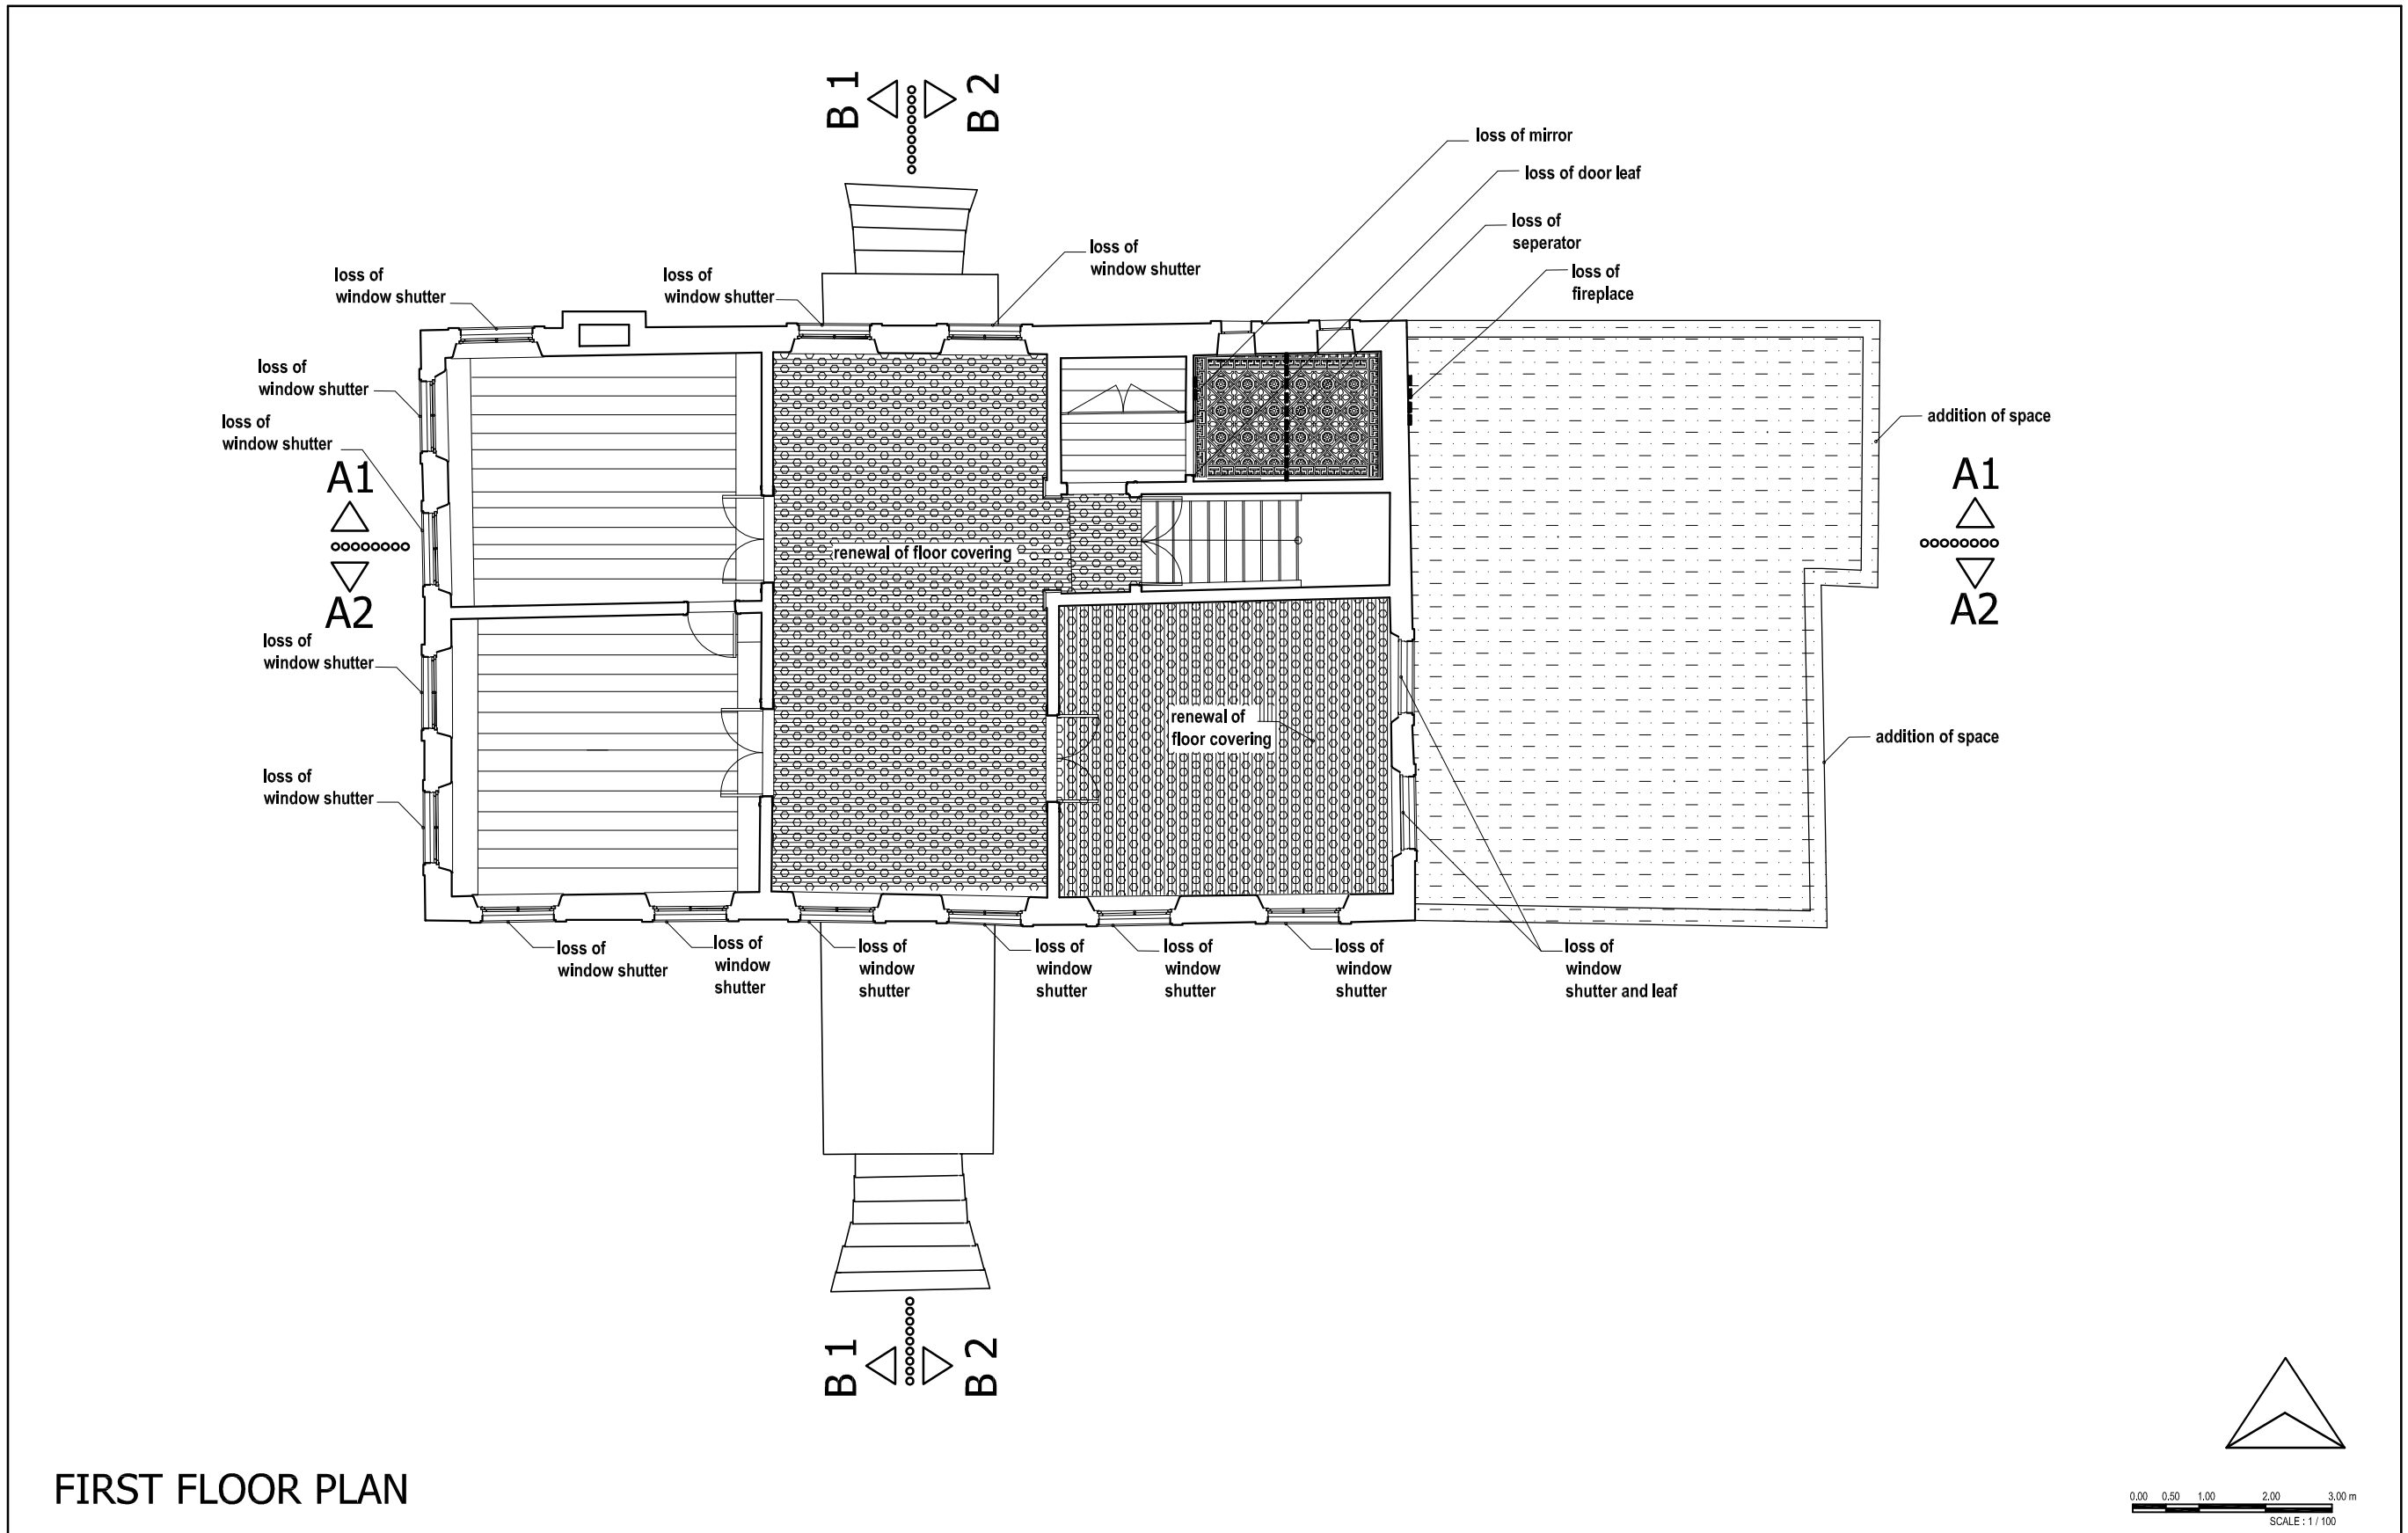 B 1
B 2
loss of mirror
loss of door leaf
loss of
seperator
loss of
fireplace
loss of
window shutter
loss of
window shutter
loss of
window shutter
loss of
window shutter
loss of
window shutter
A1
A2
addition of space
A1
A2
renewal of floor covering
loss of
window shutter
renewal of
floor covering
addition of space
loss of
window shutter
loss of
window shutter
loss of
window
shutter
loss of
window
shutter
loss of
window
shutter
loss of
window
shutter
loss of
window
shutter
loss of
window
shutter and leaf
B 1
B 2
FIRST FLOOR PLAN
0.00 0.50 1.00 2.00 3.00 m
SCALE : 1 / 100